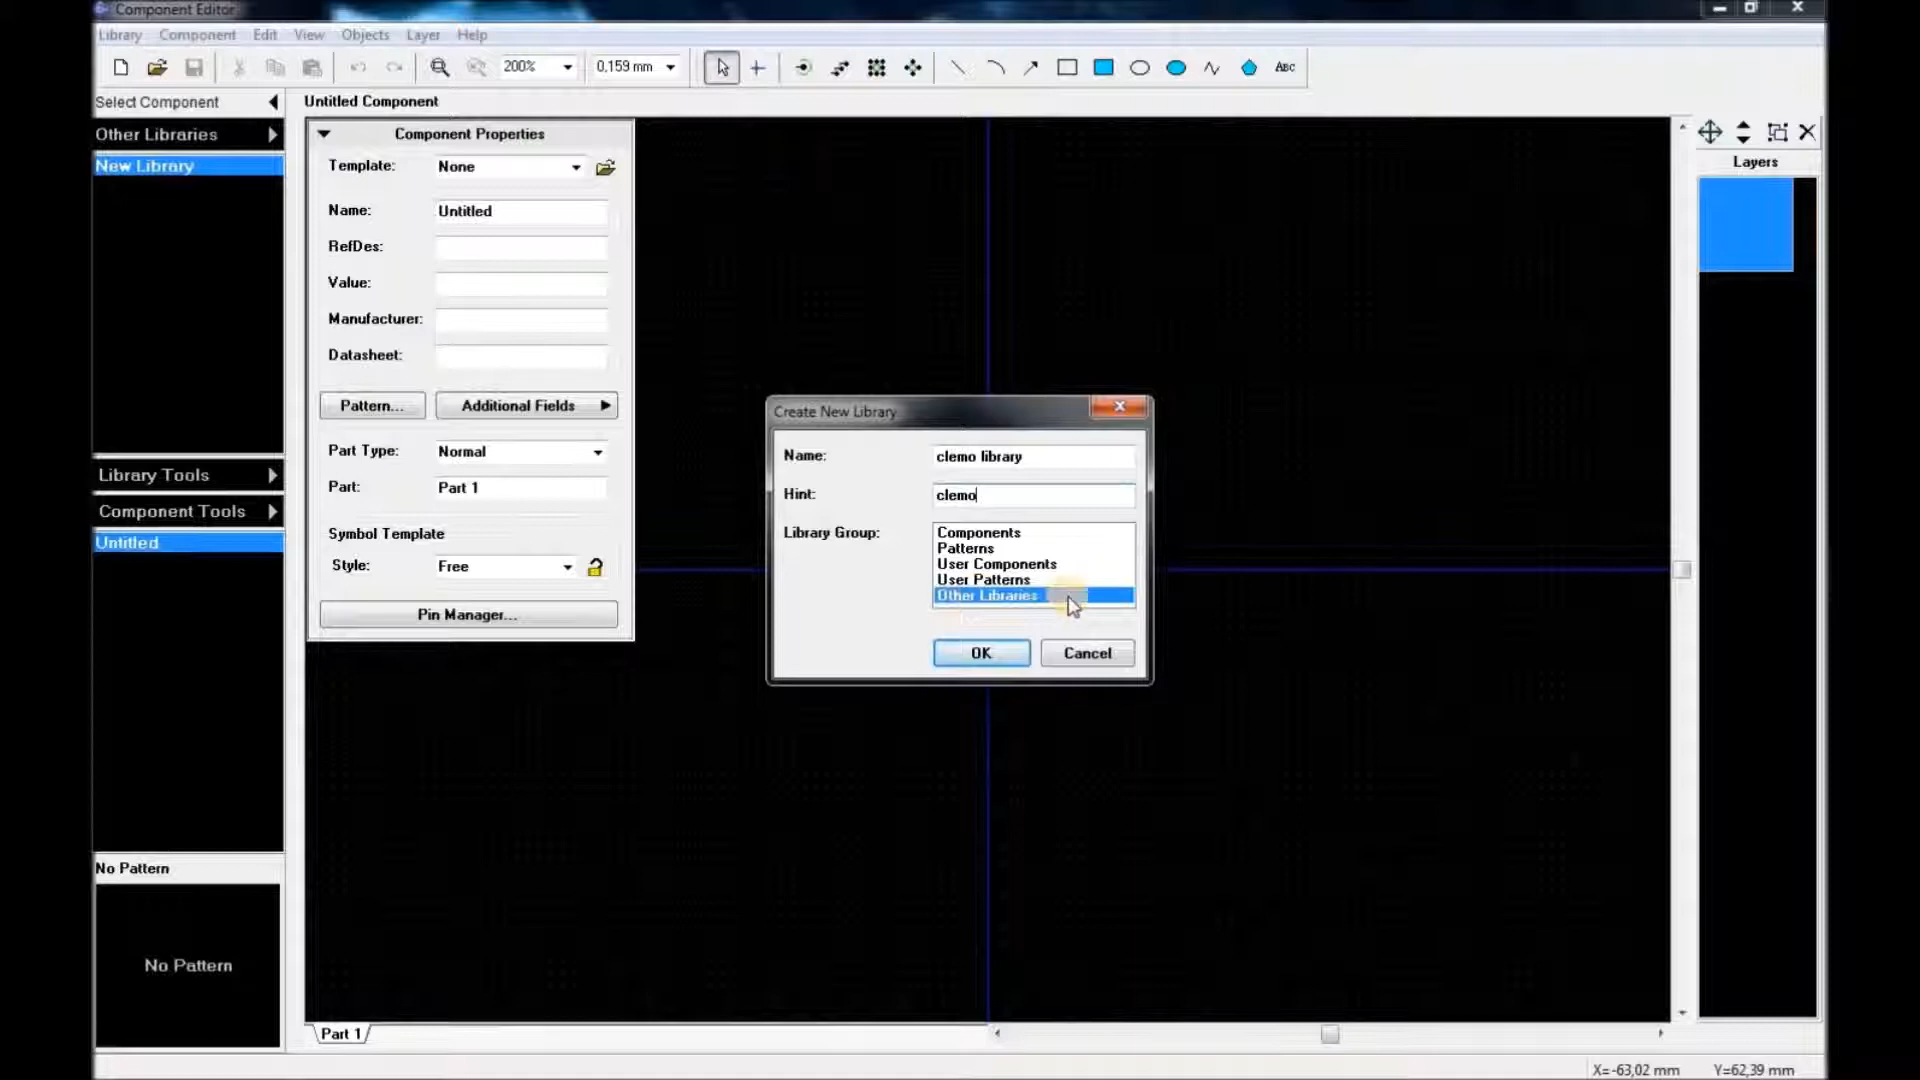 Component Editor
Library Component Edit View Objects Layer Help
200% 0,159 mm ABC
Select Component
Untitled Component
Other Libraries
New Library
Component Properties
Template: None
Name: Untitled
RefDes:
Value:
Manufacturer:
Datasheet:
Pattern... Additional Fields
Part Type: Normal
Part: Part 1
Symbol Template
Style: Free
Pin Manager...
Library Tools
Component Tools
Untitled
No Pattern
No Pattern
Create New Library
Name: clemo library
Hint: clemo
Library Group:
Components
Patterns
User Components
User Patterns
Other Libraries
OK Cancel
Layers
Part 1
X=-63,02 mm Y=62,39 mm